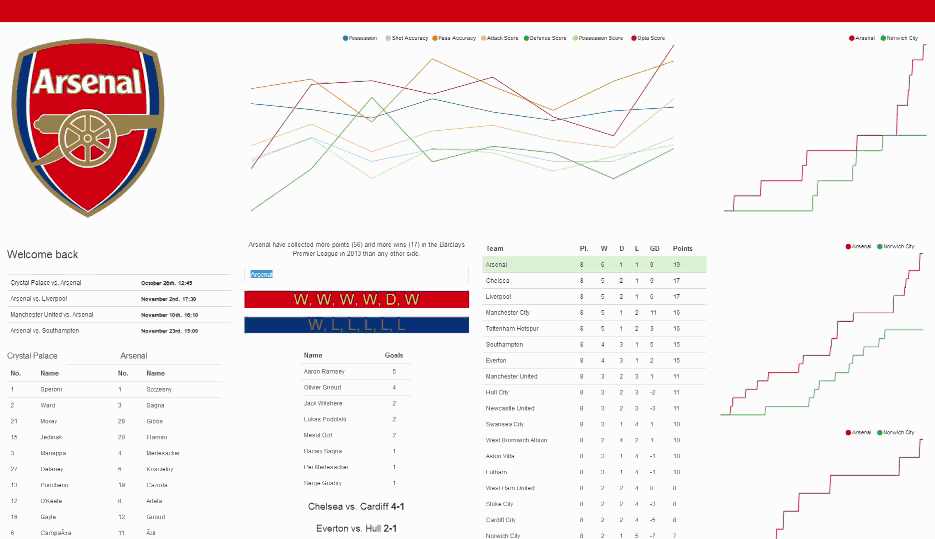 Arsenal
Possession Shot Accuracy Pass Accuracy Attack Score Defence Score Possession Score Opta Score
Arsenal Norwich City
Welcome back
Crystal Palace vs. Arsenal October 26th. 12:45
Arsenal vs. Liverpool November 2nd. 17:30
Manchester United vs. Arsenal November 10th. 16:10
Arsenal vs. Southampton November 23rd. 15:00
Crystal Palace Arsenal
No. Name No. Name
1 Speroni 1 Szczesny
2 Ward 3 Sagna
21 Moxey 28 Gibbs
15 Jedinak 20 Flamini
3 Mariappa 4 Mertesacker
27 Delaney 6 Koscielny
13 Puncheon 19 Cazorla
12 O'Keefe 8 Arteta
16 Gayle 12 Giroud
6 CampaÃ±a 11 Ãzil
Arsenal have collected more points (56) and more wins (17) in the Barclays
Premier League in 2013 than any other side.
Arsenal
W, W, W, W, D, W
W, L, L, L, L, L
Name Goals
Aaron Ramsey 5
Olivier Giroud 4
Jack Wilshere 2
Lukas Podolski 2
Mesut Ozil 2
Bacary Sagna 1
Per Mertesacker 1
Serge Gnabry 1
Chelsea vs. Cardiff 4-1
Everton vs. Hull 2-1
Team Pl. W D L GD Points
Arsenal 8 6 1 1 9 19
Chelsea 8 5 2 1 9 17
Liverpool 8 5 2 1 6 17
Manchester City 8 5 1 2 11 16
Tottenham Hotspur 8 5 1 2 3 16
Southampton 8 4 3 1 5 15
Everton 8 4 3 1 2 15
Manchester United 8 3 2 3 1 11
Hull City 8 3 2 3 -2 11
Newcastle United 8 3 2 3 -3 11
Swansea City 8 3 1 4 1 10
West Bromwich Albion 8 2 4 2 1 10
Aston Villa 8 3 1 4 -1 10
Fulham 8 3 1 4 -1 10
West Ham United 8 2 2 4 0 8
Stoke City 8 2 2 4 -3 8
Cardiff City 8 2 2 4 -5 8
Norwich City 8 2 1 5 -7 7
Arsenal Norwich City
Arsenal Norwich City